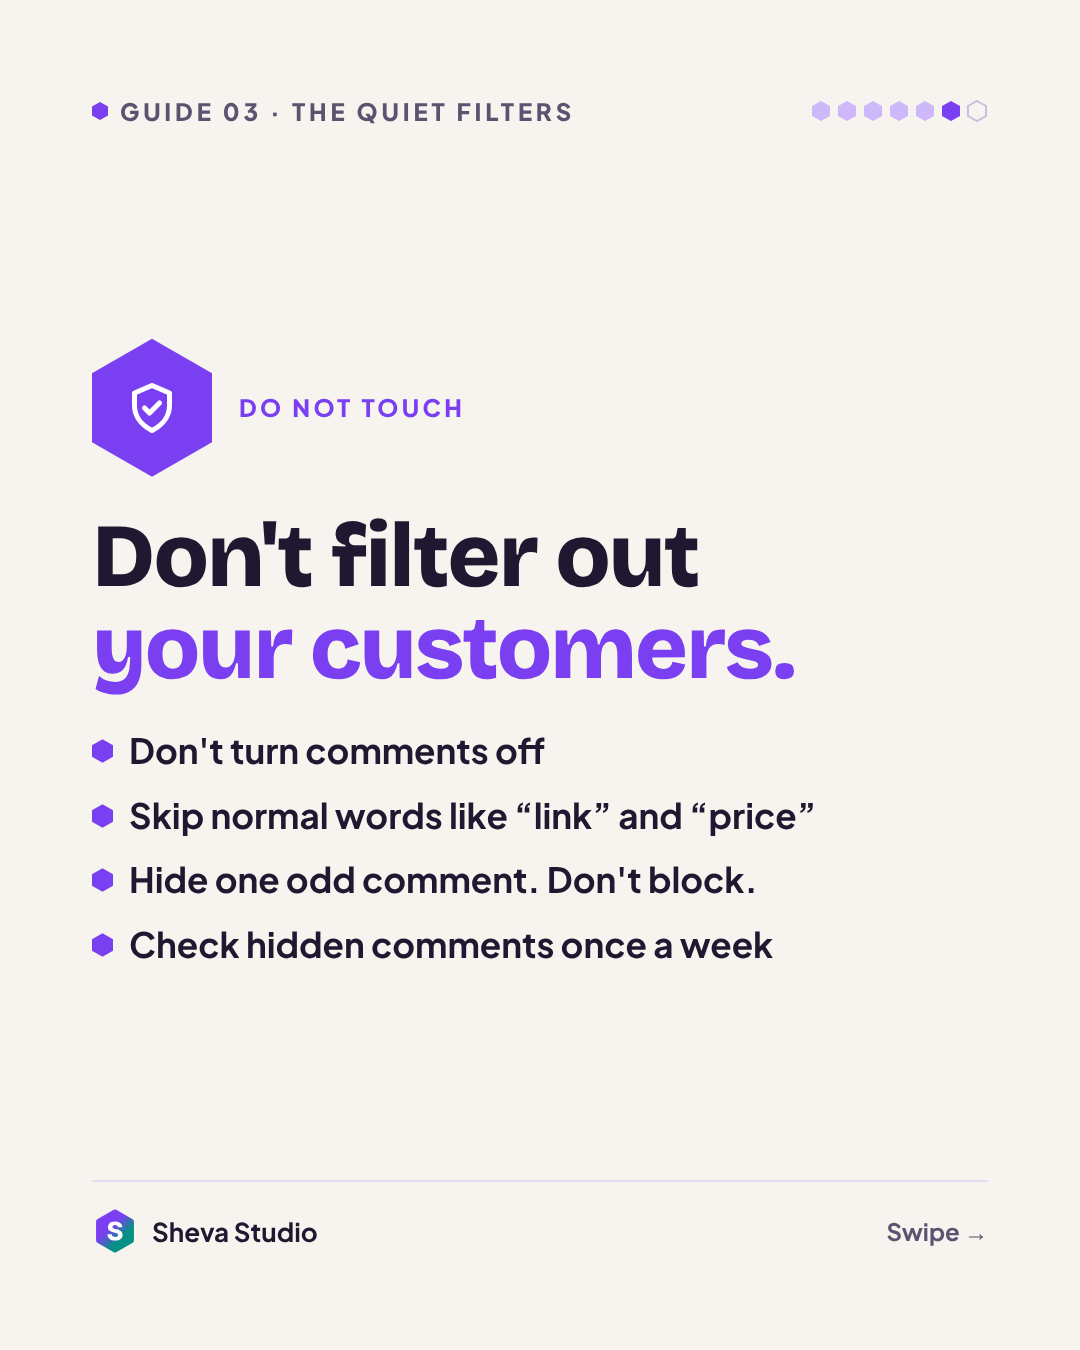 GUIDE 03 · THE QUIET FILTERS
DO NOT TOUCH
Don't filter out
your customers.
Don't turn comments off
Skip normal words like “link” and “price”
Hide one odd comment. Don't block.
Check hidden comments once a week
S Sheva Studio
Swipe →